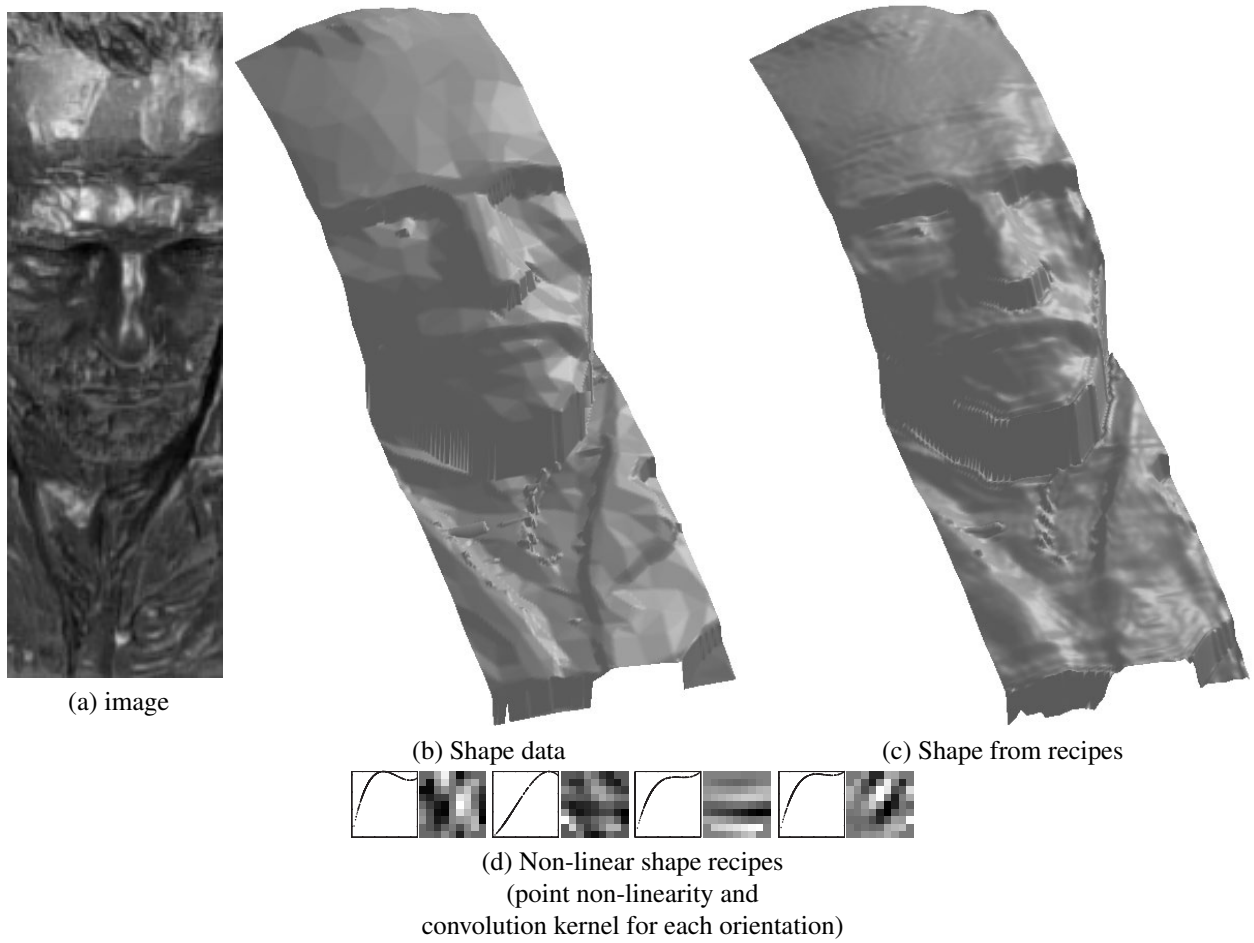 (a) image
(b) Shape data
(c) Shape from recipes
(d) Non-linear shape recipes
(point non-linearity and
convolution kernel for each orientation)